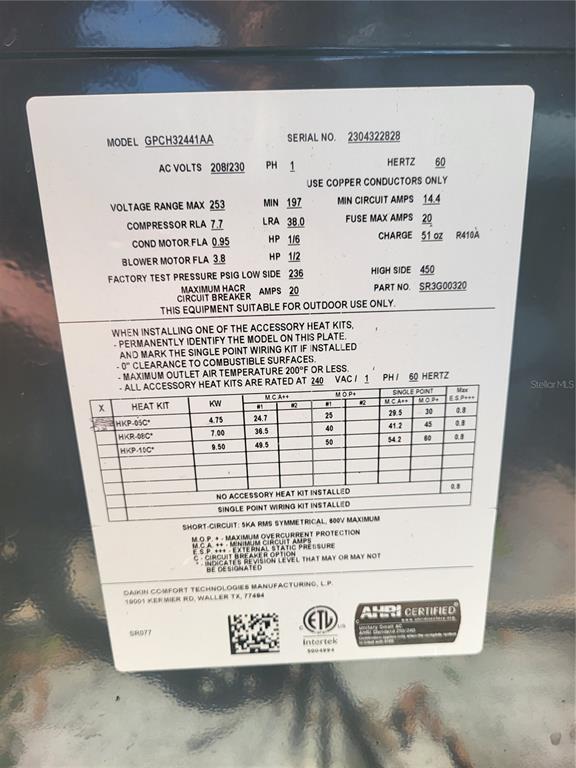 MODEL GPCH32441AA SERIAL NO. 2304322828
AC VOLTS 208/230 PH 1 HERTZ 60
USE COPPER CONDUCTORS ONLY
VOLTAGE RANGE MAX 253 MIN 197 MIN CIRCUIT AMPS 14.4
COMPRESSOR RLA 7.7 LRA 38.0 FUSE MAX AMPS 20
COND MOTOR FLA 0.95 HP 1/6 CHARGE 51 oz R410A
BLOWER MOTOR FLA 3.8 HP 1/2
FACTORY TEST PRESSURE PSIG LOW SIDE 236 HIGH SIDE 450
MAXIMUM HACR CIRCUIT BREAKER AMPS 20 PART NO. SR3G00320
THIS EQUIPMENT SUITABLE FOR OUTDOOR USE ONLY.
WHEN INSTALLING ONE OF THE ACCESSORY HEAT KITS,
- PERMANENTLY IDENTIFY THE MODEL ON THIS PLATE.
AND MARK THE SINGLE POINT WIRING KIT IF INSTALLED
- 0" CLEARANCE TO COMBUSTIBLE SURFACES.
- MAXIMUM OUTLET AIR TEMPERATURE 200°F OR LESS.
- ALL ACCESSORY HEAT KITS ARE RATED AT 240 VAC / 1 PH / 60 HERTZ
X HEAT KIT KW M.C.A++ #1 #2 M.O.P+ #1 #2 SINGLE POINT M.C.A++ M.O.P+ Max E.S.P+++
HKP-05C* 4.75 24.7 25 29.5 30 0.8
HKR-08C* 7.00 36.5 40 41.2 45 0.8
HKP-10C* 9.50 49.5 50 54.2 60 0.8
NO ACCESSORY HEAT KIT INSTALLED 0.8
SINGLE POINT WIRING KIT INSTALLED
SHORT-CIRCUIT: 5KA RMS SYMMETRICAL, 600V MAXIMUM
M.O.P. + - MAXIMUM OVERCURRENT PROTECTION
M.C.A. ++ - MINIMUM CIRCUIT AMPS
E.S.P. +++ - EXTERNAL STATIC PRESSURE
C - CIRCUIT BREAKER OPTION
* - INDICATES REVISION LEVEL THAT MAY OR MAY NOT
BE DESIGNATED
DAIKIN COMFORT TECHNOLOGIES MANUFACTURING, L.P.
19001 KERMIER RD, WALLER TX, 77484
SR077
C ETL US
Intertek
AHRI CERTIFIED
www.ahridirectory.org
Unitary Small AC
AHRI Standard 210/240
Stellar MLS